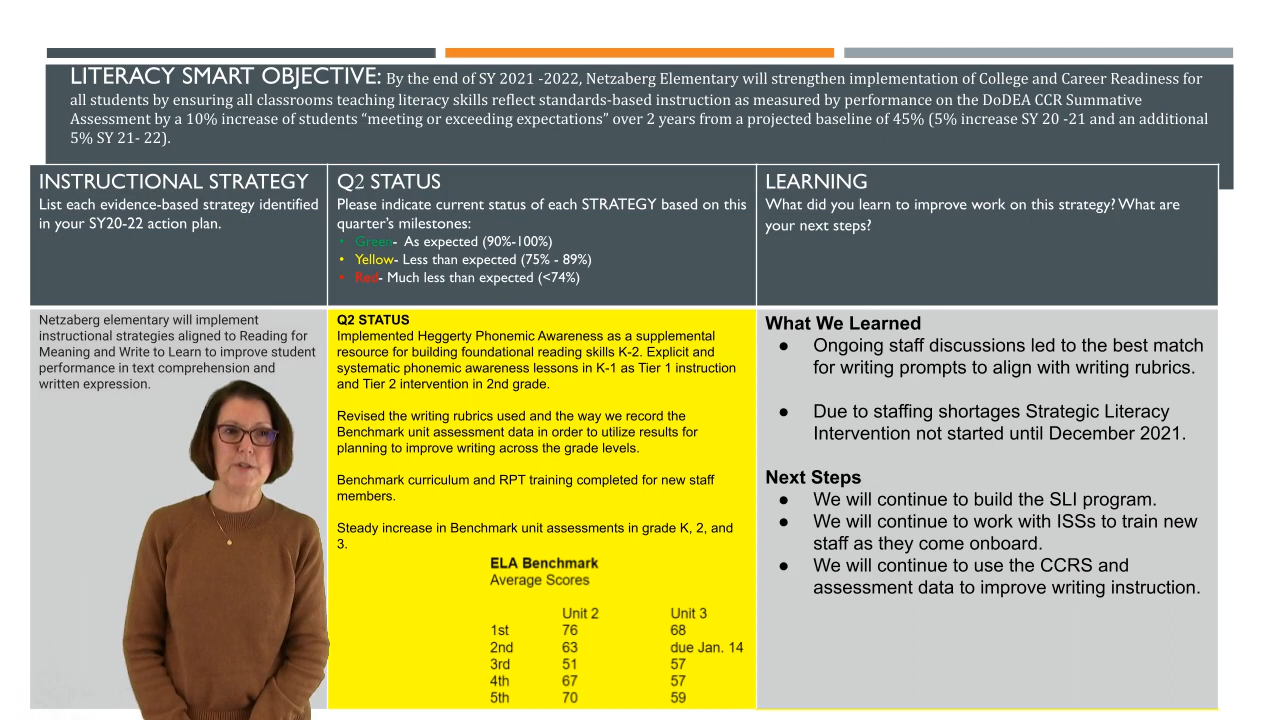 LITERACY SMART OBJECTIVE: By the end of SY 2021 -2022, Netzaberg Elementary will strengthen implementation of College and Career Readiness for
all students by ensuring all classrooms teaching literacy skills reflect standards-based instruction as measured by performance on the DoDEA CCR Summative
Assessment by a 10% increase of students “meeting or exceeding expectations” over 2 years from a projected baseline of 45% (5% increase SY 20 -21 and an additional
5% SY 21- 22).
INSTRUCTIONAL STRATEGY
List each evidence-based strategy identified
in your SY20-22 action plan.
Q2 STATUS
Please indicate current status of each STRATEGY based on this
quarter’s milestones:
• Green- As expected (90%-100%)
• Yellow- Less than expected (75% - 89%)
• Red- Much less than expected (<74%)
LEARNING
What did you learn to improve work on this strategy? What are
your next steps?
Netzaberg elementary will implement
instructional strategies aligned to Reading for
Meaning and Write to Learn to improve student
performance in text comprehension and
written expression.
Q2 STATUS
Implemented Heggerty Phonemic Awareness as a supplemental
resource for building foundational reading skills K-2. Explicit and
systematic phonemic awareness lessons in K-1 as Tier 1 instruction
and Tier 2 intervention in 2nd grade.
Revised the writing rubrics used and the way we record the
Benchmark unit assessment data in order to utilize results for
planning to improve writing across the grade levels.
Benchmark curriculum and RPT training completed for new staff
members.
Steady increase in Benchmark unit assessments in grade K, 2, and
3.
ELA Benchmark
Average Scores
Unit 2 Unit 3
1st 76 68
2nd 63 due Jan. 14
3rd 51 57
4th 67 57
5th 70 59
What We Learned
● Ongoing staff discussions led to the best match
for writing prompts to align with writing rubrics.
● Due to staffing shortages Strategic Literacy
Intervention not started until December 2021.
Next Steps
● We will continue to build the SLI program.
● We will continue to work with ISSs to train new
staff as they come onboard.
● We will continue to use the CCRS and
assessment data to improve writing instruction.